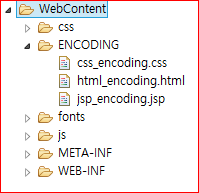 WebContent
css
ENCODING
css_encoding.css
html_encoding.html
jsp_encoding.jsp
fonts
js
META-INF
WEB-INF